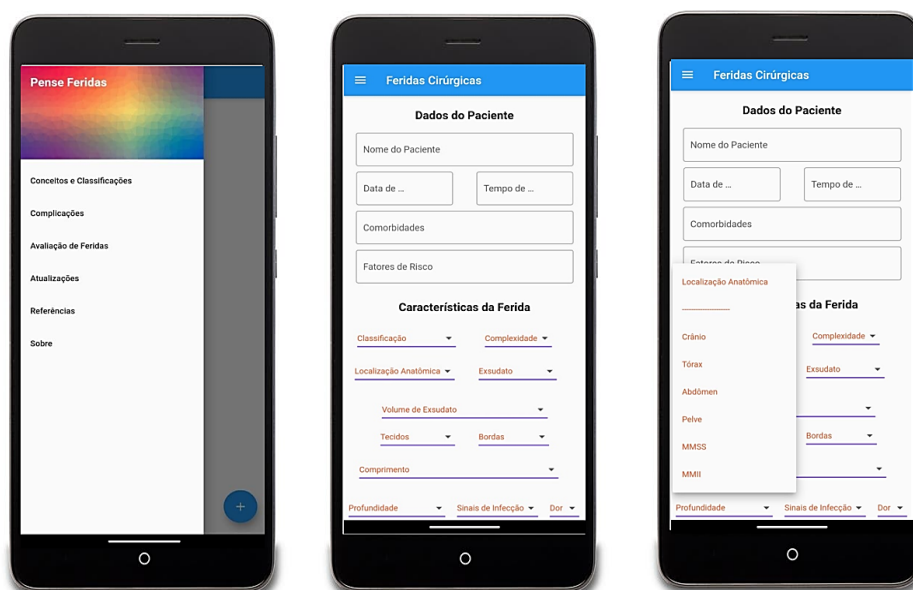 Pense Feridas
Conceitos e Classificações
Complicações
Avaliação de Feridas
Atualizações
Referências
Sobre
+
Feridas Cirúrgicas
Dados do Paciente
Nome do Paciente
Data de ... Tempo de ...
Comorbidades
Fatores de Risco
Características da Ferida
Classificação Complexidade
Localização Anatômica Exsudato
Volume de Exsudato
Tecidos Bordas
Comprimento
Profundidade Sinais de Infecção Dor
Feridas Cirúrgicas
Dados do Paciente
Nome do Paciente
Data de ... Tempo de ...
Comorbidades
Fatores de Risco
Localização Anatômica
as da Ferida
Crânio Complexidade
Tórax Exsudato
Abdômen
Pelve
MMSS Bordas
MMII
Profundidade Sinais de Infecção Dor